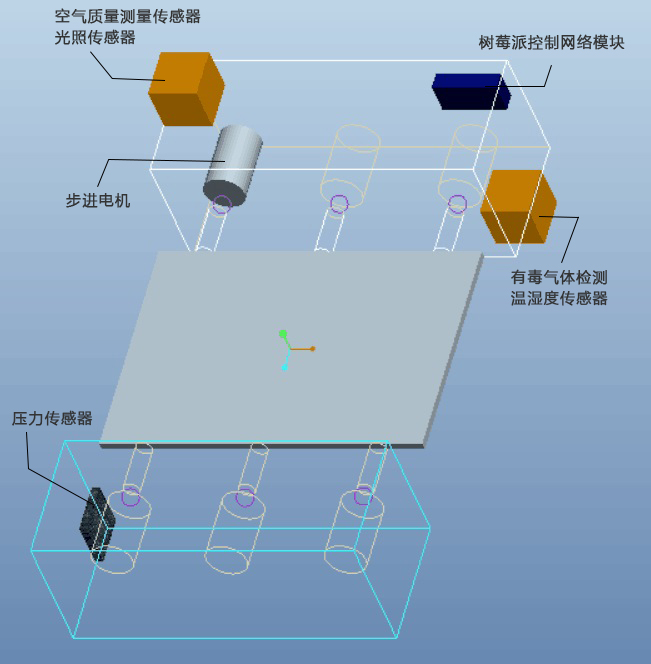 空气质量测量传感器
光照传感器
树莓派控制网络模块
步进电机
有毒气体检测
温湿度传感器
压力传感器